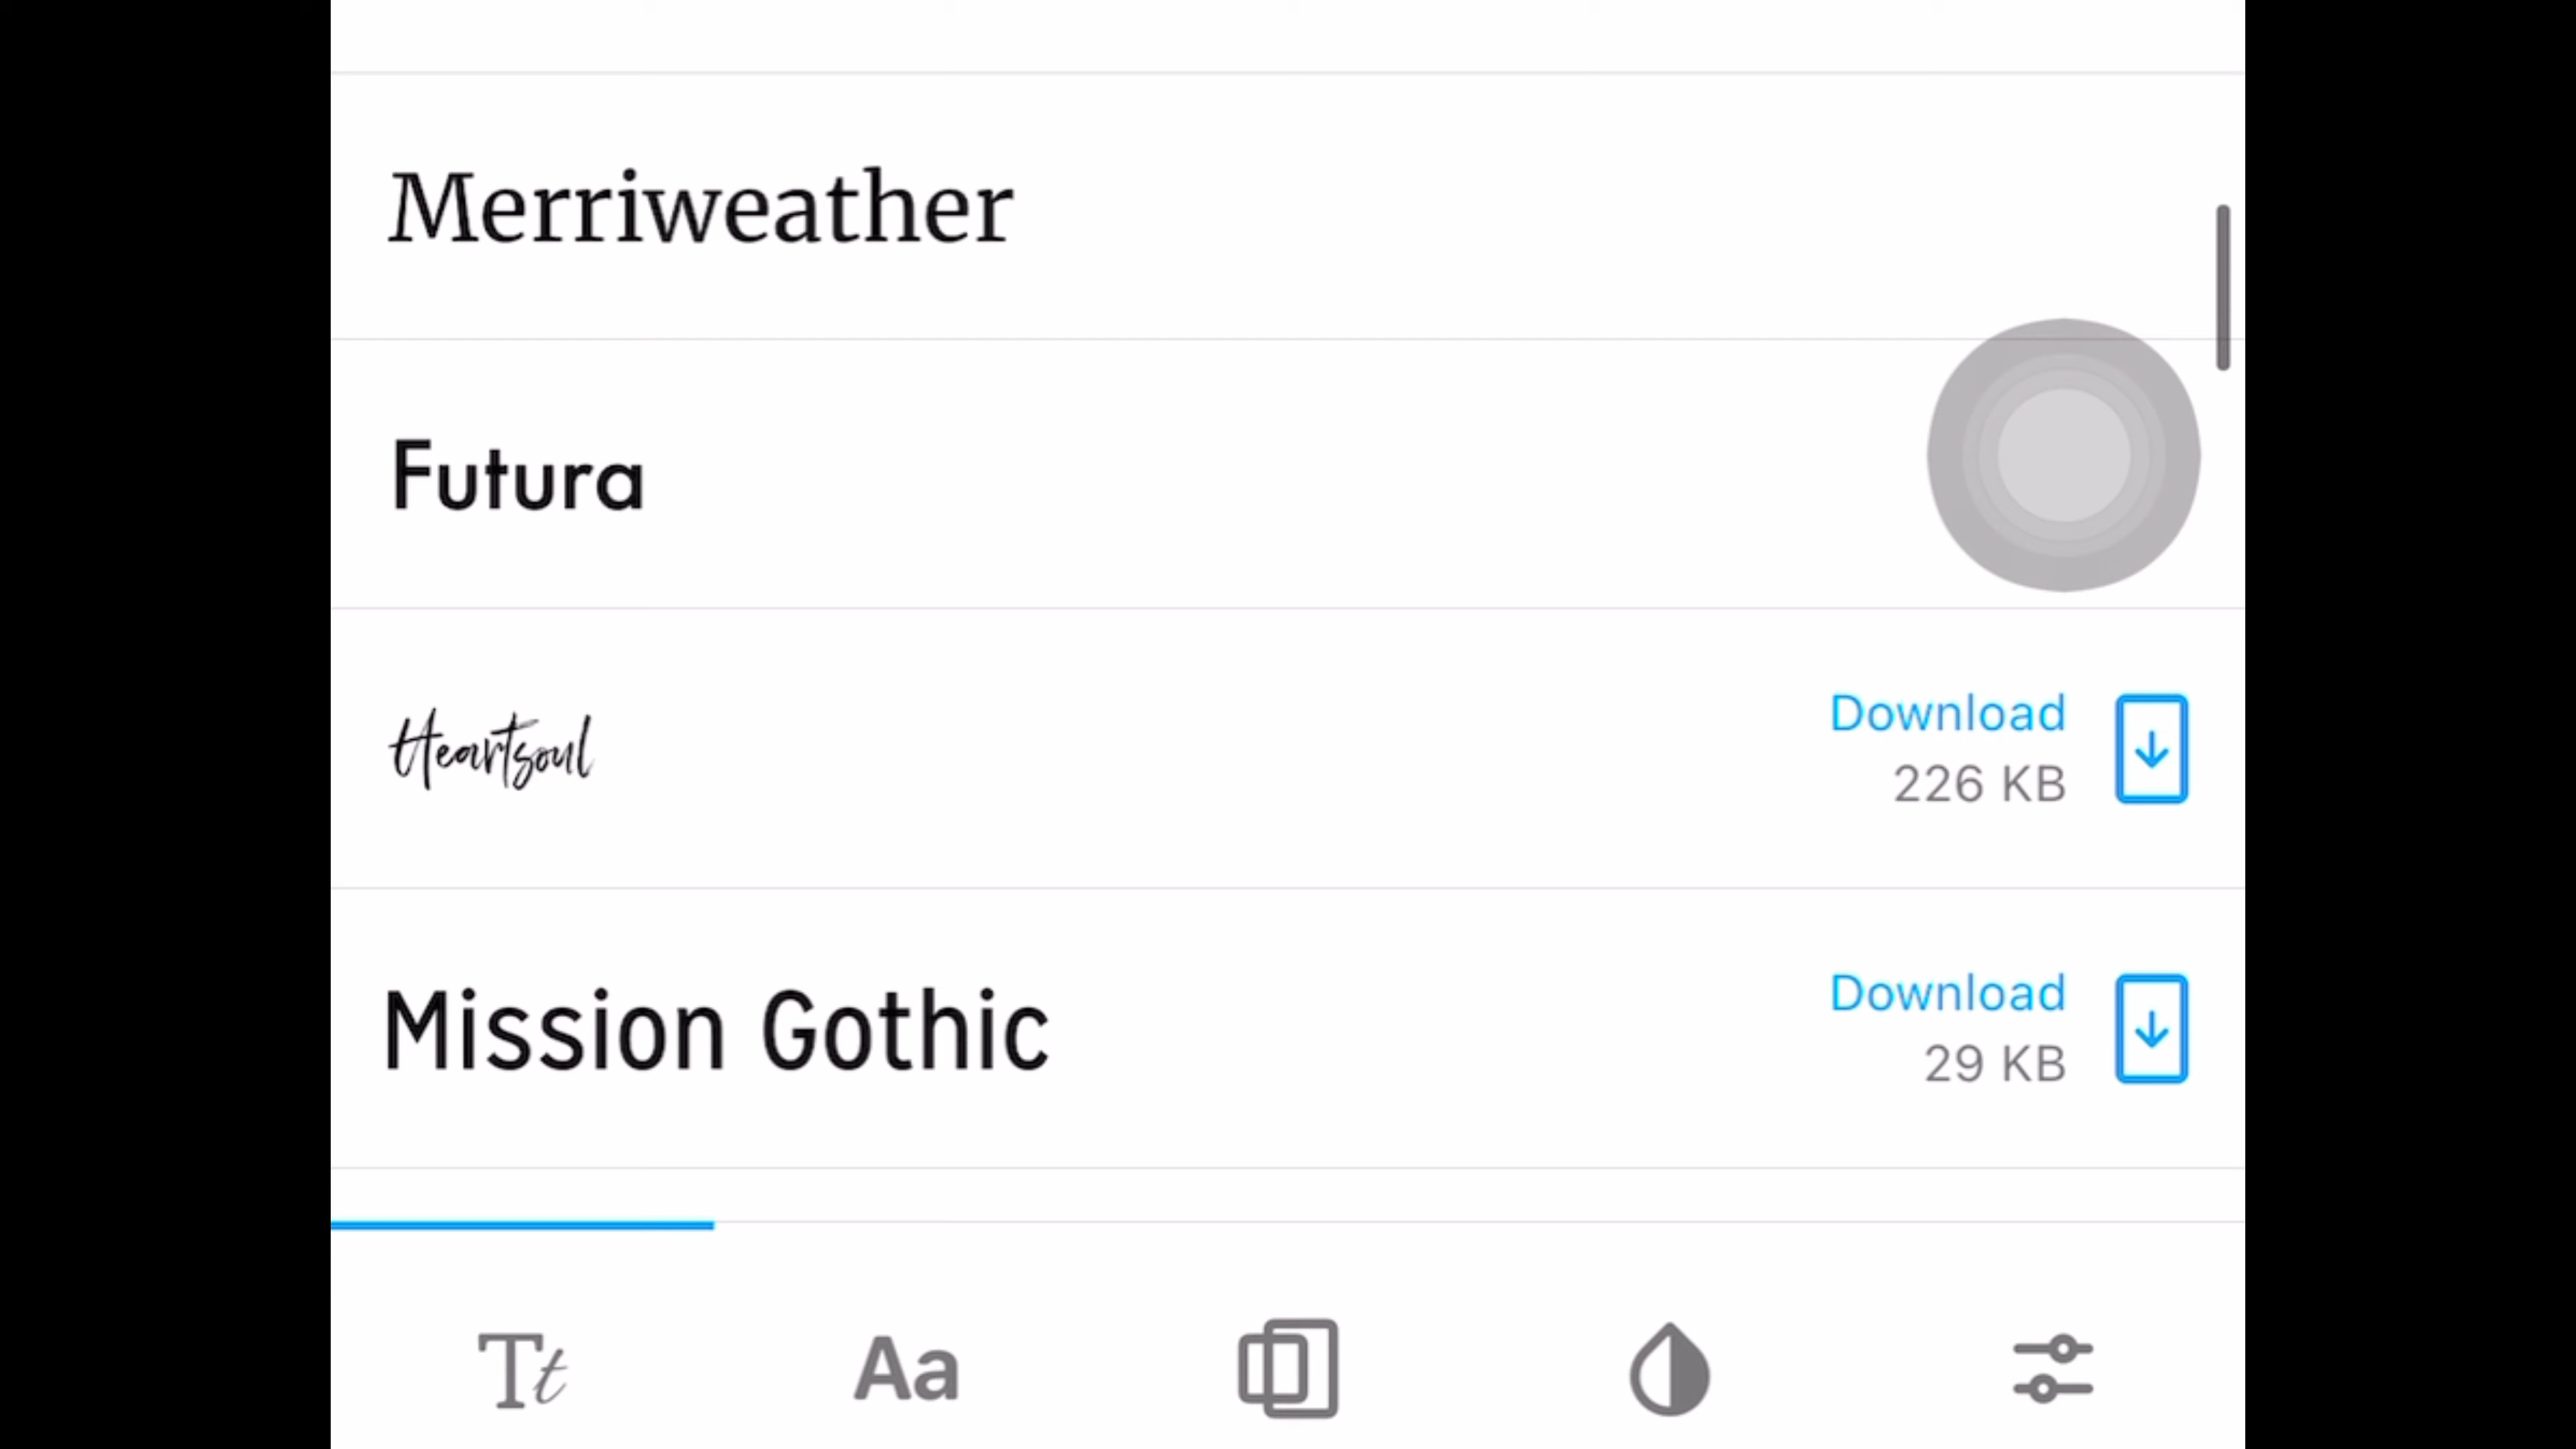 Merriweather
Futura
Heartsoul
Download
226 KB
Mission Gothic
Download
29 KB
Tt
Aa